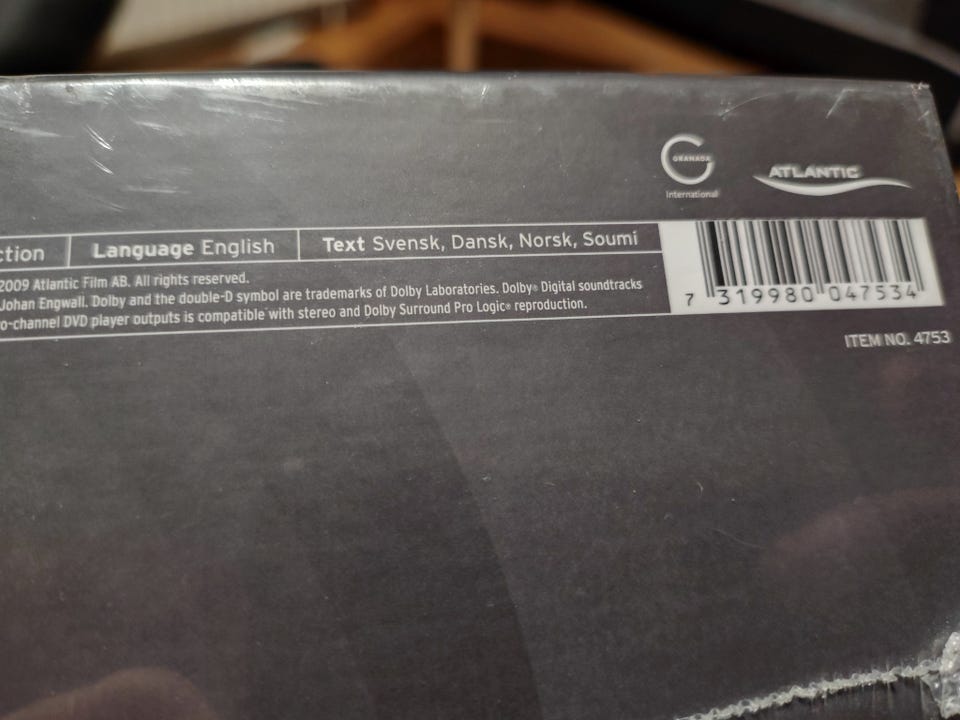 GRANADA
International
ATLANTIC
ction Language English Text Svensk, Dansk, Norsk, Soumi
2009 Atlantic Film AB. All rights reserved.
Johan Engwall. Dolby and the double-D symbol are trademarks of Dolby Laboratories. Dolby® Digital soundtracks
o-channel DVD player outputs is compatible with stereo and Dolby Surround Pro Logic® reproduction.
7 319980 047534
ITEM NO. 4753